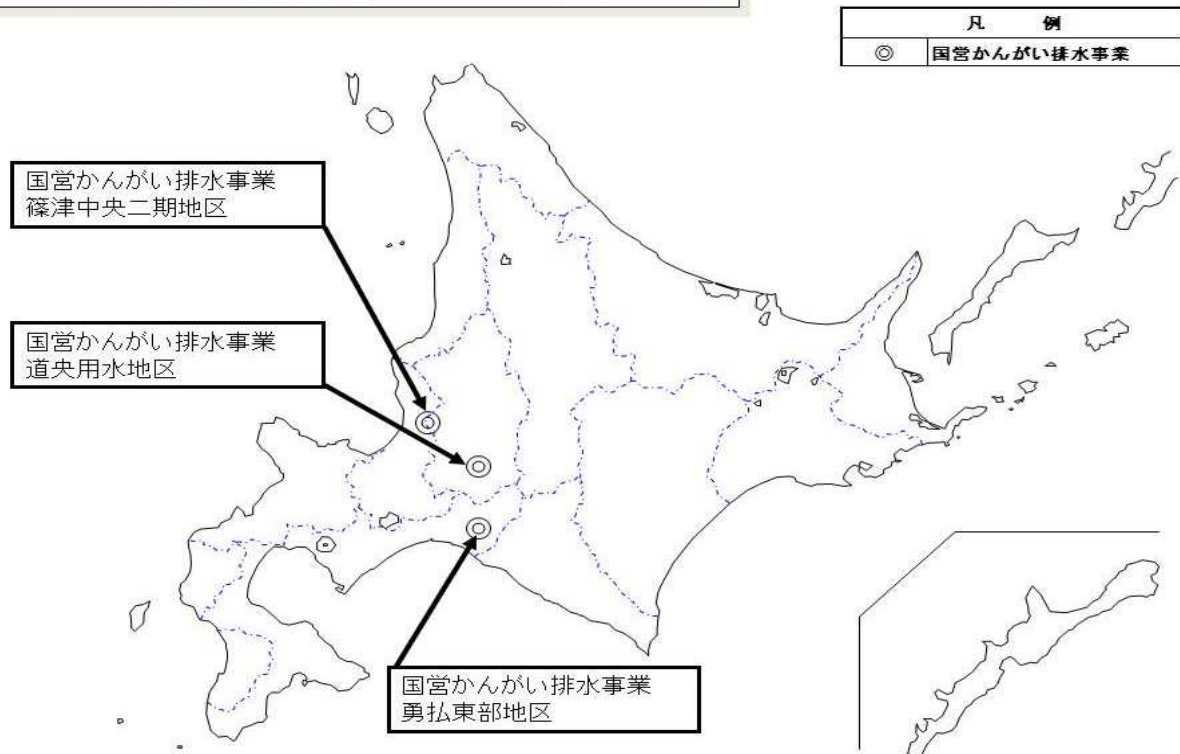 凡 例
◎ 国営かんがい排水事業
国営かんがい排水事業
篠津中央二期地区
国営かんがい排水事業
道央用水地区
国営かんがい排水事業
勇払東部地区